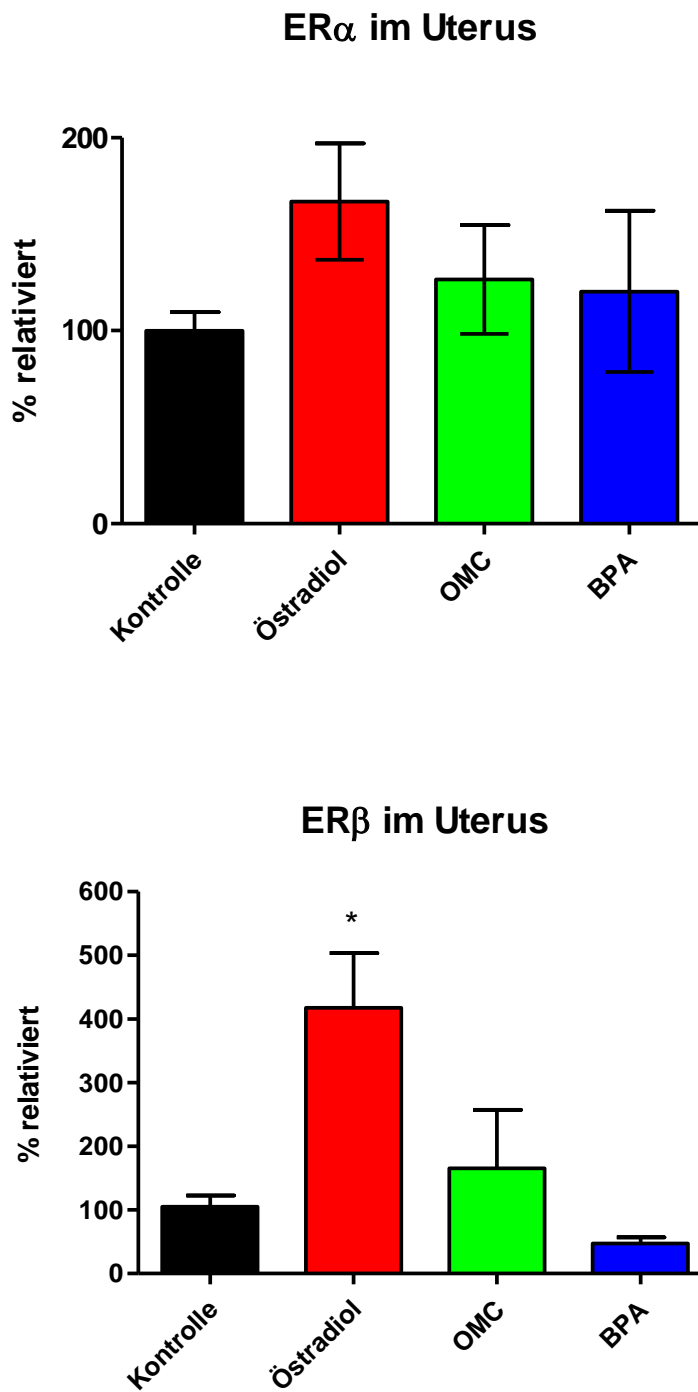 ERα im Uterus
200
100
0
% relativiert
Kontrolle
Östradiol
OMC
BPA
ERβ im Uterus
*
600
500
400
300
200
100
0
% relativiert
Kontrolle
Östradiol
OMC
BPA